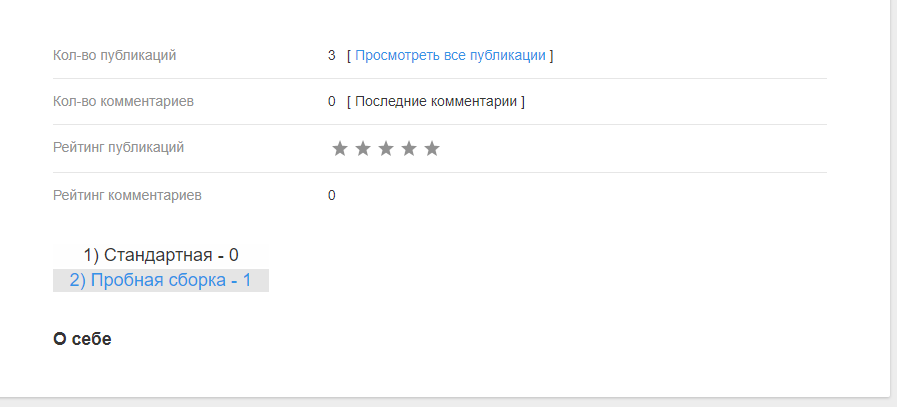 Кол-во публикаций 3 [ Просмотреть все публикации ]
Кол-во комментариев 0 [ Последние комментарии ]
Рейтинг публикаций
Рейтинг комментариев 0
1) Стандартная - 0
2) Пробная сборка - 1
О себе